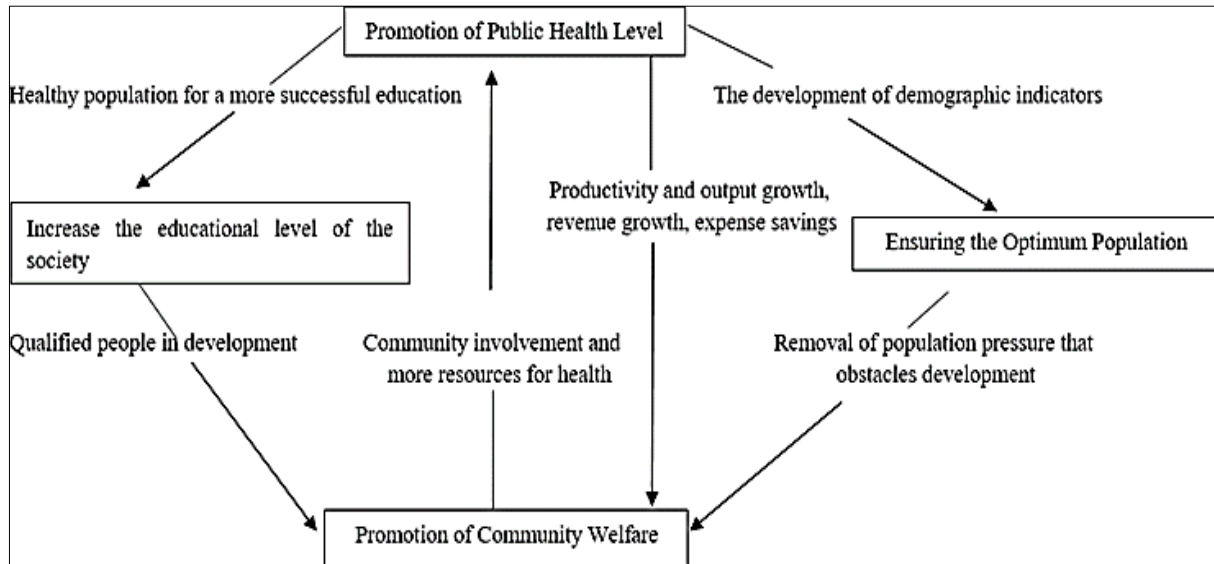 Promotion of Public Health Level
Healthy population for a more successful education
The development of demographic indicators
Productivity and output growth,
revenue growth, expense savings
Increase the educational level of the
society
Ensuring the Optimum Population
Qualified people in development
Community involvement and
more resources for health
Removal of population pressure that
obstacles development
Promotion of Community Welfare